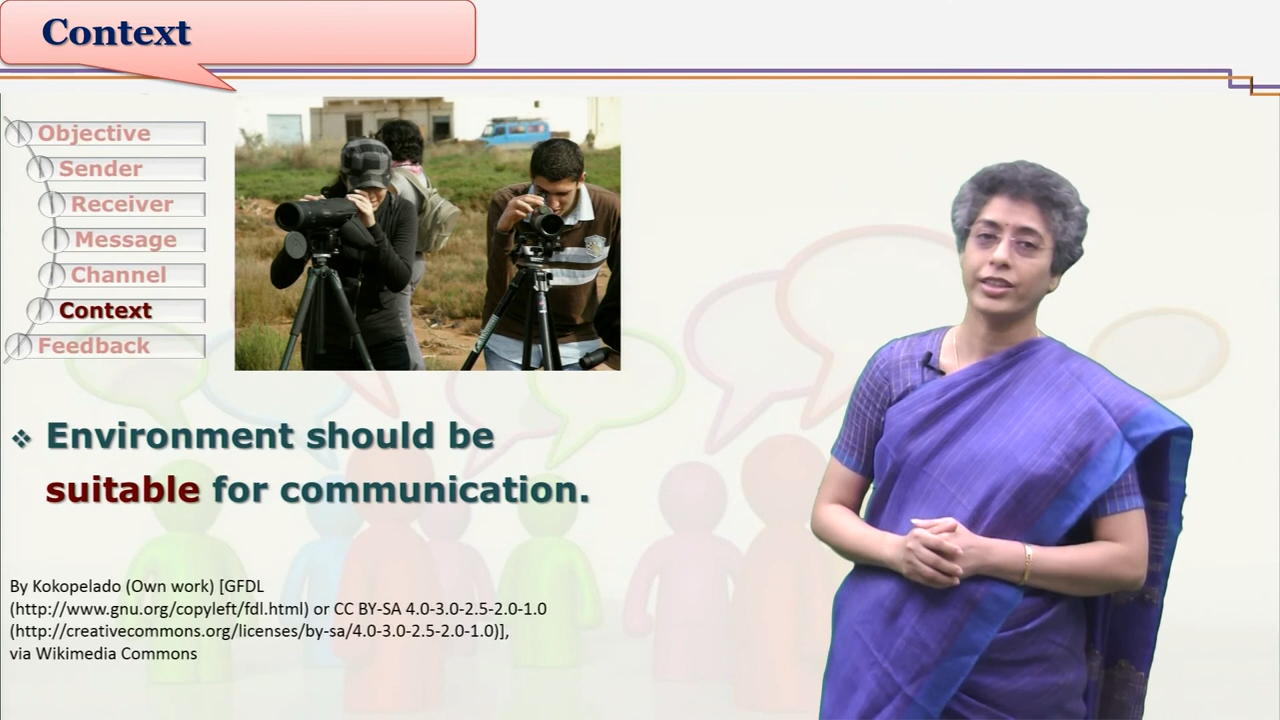 Context
Objective
Sender
Receiver
Message
Channel
Context
Feedback
Environment should be
suitable for communication.
By Kokopelado (Own work) [GFDL
(http://www.gnu.org/copyleft/fdl.html) or CC BY-SA 4.0-3.0-2.5-2.0-1.0
(http://creativecommons.org/licenses/by-sa/4.0-3.0-2.5-2.0-1.0)],
via Wikimedia Commons